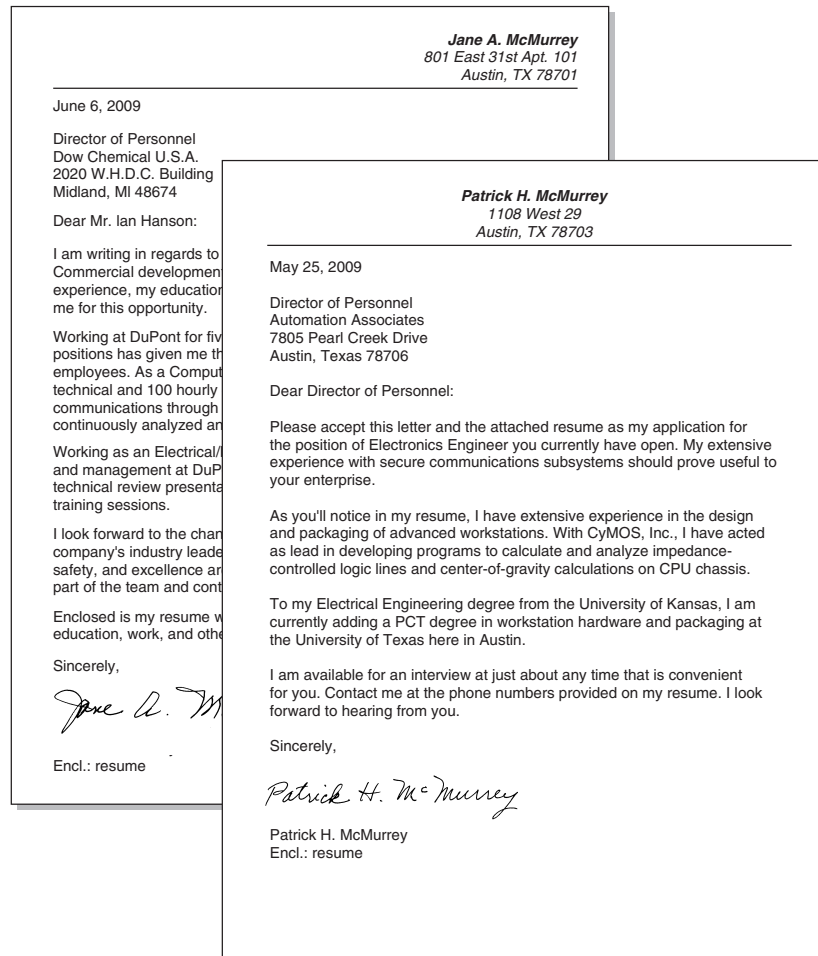 Jane A. McMurrey
801 East 31st Apt. 101
Austin, TX 78701
June 6, 2009
Director of Personnel
Dow Chemical U.S.A.
2020 W.H.D.C. Building
Midland, MI 48674
Dear Mr. Ian Hanson:
I am writing in regards to
Commercial
experience, my education
me for this opportunity.
Working at DuPont for
positions has given me
employees. As a
technical and 100 hourly
communications through
continuously analyzed
Working as an
and management at
technical review
training sessions.
I look forward to the
company's industry
safety, and excellence
part of the team and
Enclosed is my resume
education, work, and
Sincerely,
Jane A.
Encl.: resume
Patrick H. McMurrey
1108 West 29
Austin, TX 78703
May 25, 2009
Director of Personnel
Automation Associates
7805 Pearl Creek Drive
Austin, Texas 78706
Dear Director of Personnel:
Please accept this letter and the attached resume as my application for
the position of Electronics Engineer you currently have open. My extensive
experience with secure communications subsystems should prove useful to
your enterprise.
As you'll notice in my resume, I have extensive experience in the design
and packaging of advanced workstations. With CyMOS, Inc., I have acted
as lead in developing programs to calculate and analyze impedance-
controlled logic lines and center-of-gravity calculations on CPU chassis.
To my Electrical Engineering degree from the University of Kansas, I am
currently adding a PCT degree in workstation hardware and packaging at
the University of Texas here in Austin.
I am available for an interview at just about any time that is convenient
for you. Contact me at the phone numbers provided on my resume. I look
forward to hearing from you.
Sincerely,
Patrick H. McMurrey
Patrick H. McMurrey
Encl.: resume